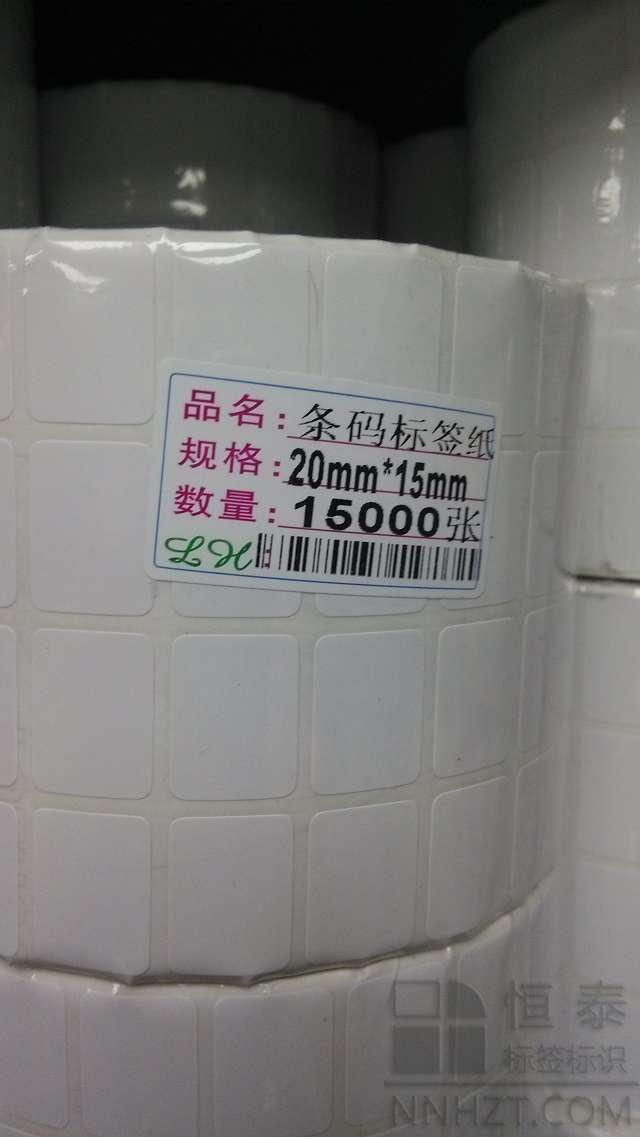 品名：条码标签纸
规格：20mm*15mm
数量：15000张
LH
恒泰
标签标识
NNHZT.COM